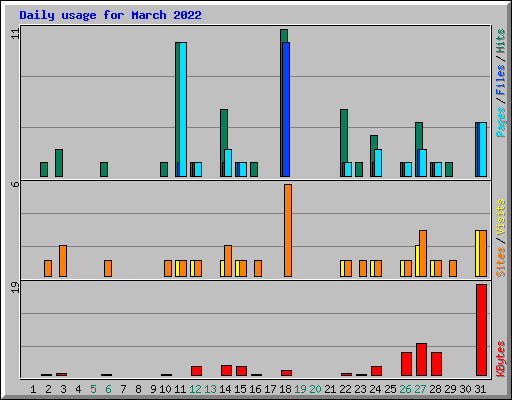 Daily usage for March 2022
11
6
19
Pages/Files/Hits
Sites/Visits
KBytes
1 2 3 4 5 6 7 8 9 10 11 12 13 14 15 16 17 18 19 20 21 22 23 24 25 26 27 28 29 30 31